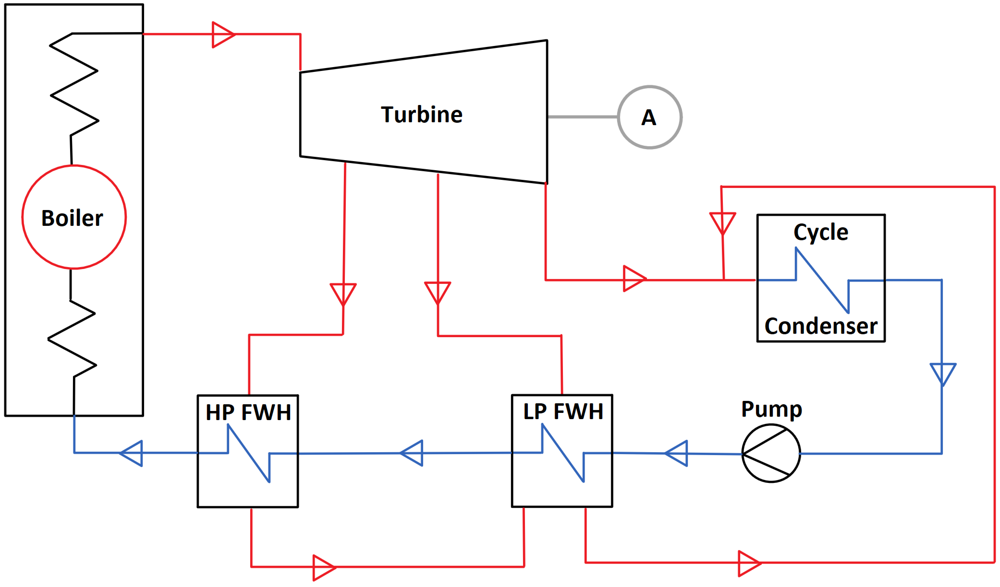 Turbine
A
Boiler
Cycle
Condenser
Pump
HP FWH
LP FWH